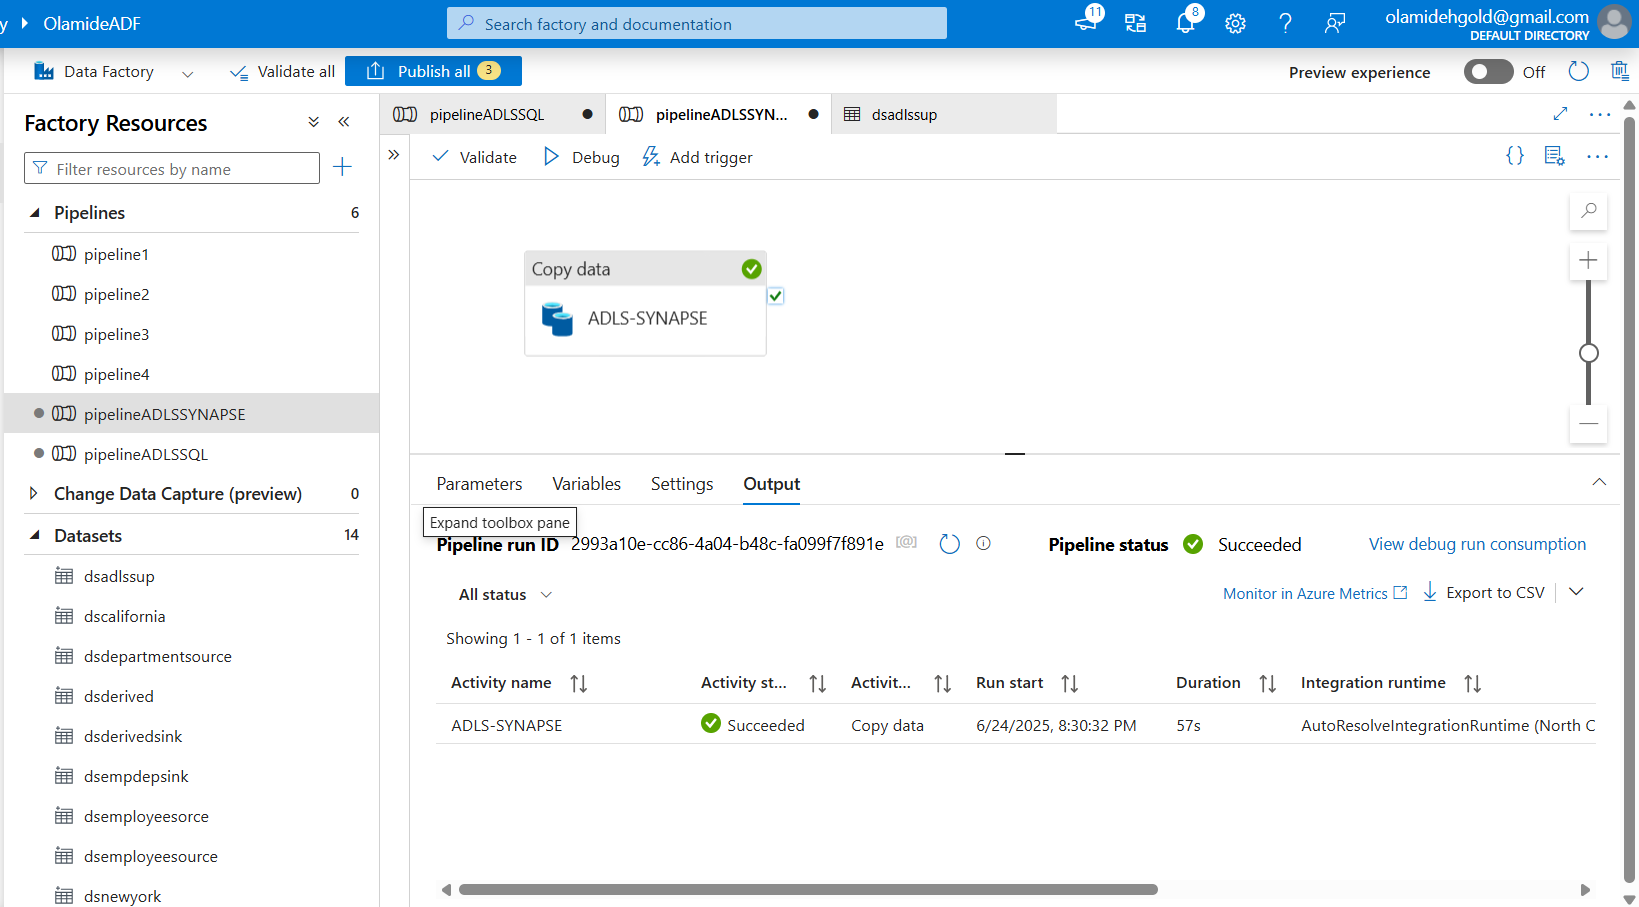 y OlamideADF
Search factory and documentation
11
8
olamidehgold@gmail.com
DEFAULT DIRECTORY
Data Factory
Validate all
Publish all 3
Preview experience
Off
Factory Resources
Filter resources by name
Pipelines 6
pipeline1
pipeline2
pipeline3
pipeline4
pipelineADLSSYNAPSE
pipelineADLSSQL
Change Data Capture (preview) 0
Datasets 14
dsadlssup
dscalifornia
dsdepartmentsource
dsderived
dsderivedsink
dsempdepsink
dsemployeesorce
dsemployeesource
dsnewyork
pipelineADLSSQL
pipelineADLSSYN...
dsadlssup
Validate
Debug
Add trigger
Copy data
ADLS-SYNAPSE
Parameters Variables Settings Output
Expand toolbox pane
Pipeline run ID 2993a10e-cc86-4a04-b48c-fa099f7f891e
Pipeline status Succeeded
View debug run consumption
All status
Monitor in Azure Metrics
Export to CSV
Showing 1 - 1 of 1 items
Activity name Activity st... Activit... Run start Duration Integration runtime
ADLS-SYNAPSE Succeeded Copy data 6/24/2025, 8:30:32 PM 57s AutoResolveIntegrationRuntime (North C